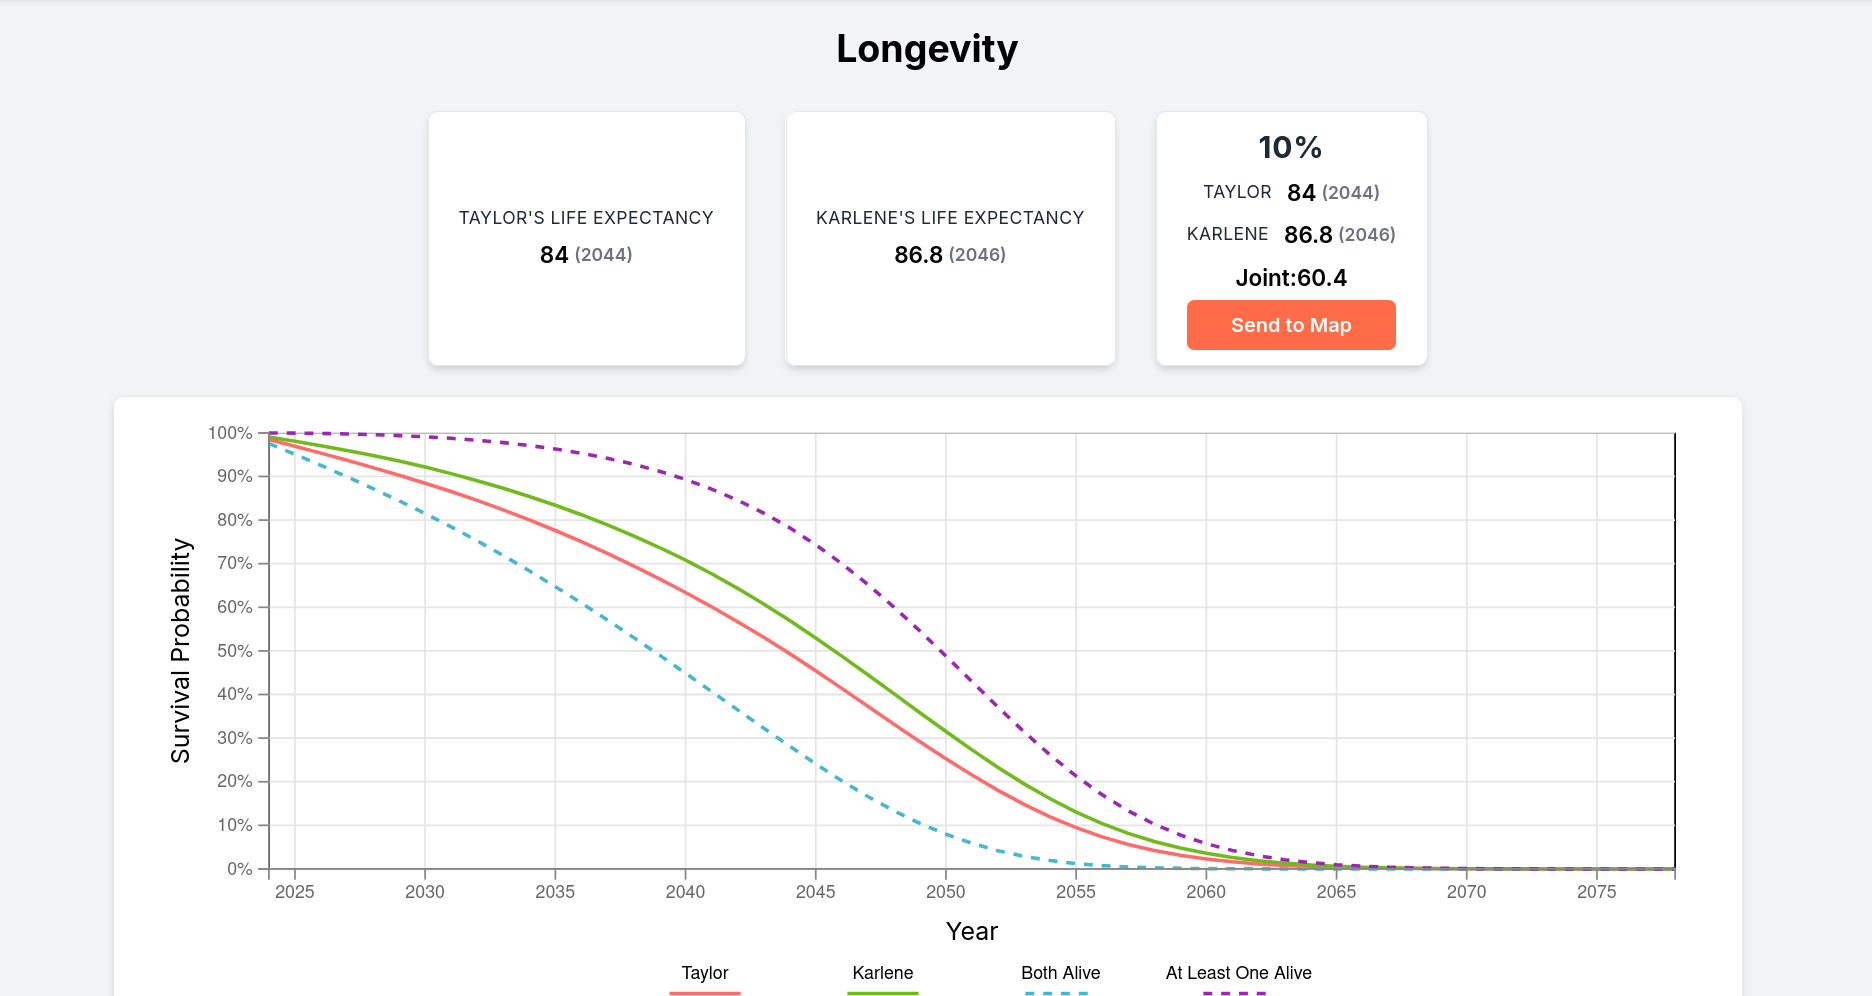 Longevity
TAYLOR'S LIFE EXPECTANCY
84 (2044)
KARLENE'S LIFE EXPECTANCY
86.8 (2046)
10%
TAYLOR 84 (2044)
KARLENE 86.8 (2046)
Joint:60.4
Send to Map
Survival Probability
100%
90%
80%
70%
60%
50%
40%
30%
20%
10%
0%
2025 2030 2035 2040 2045 2050 2055 2060 2065 2070 2075
Year
Taylor Karlene Both Alive At Least One Alive